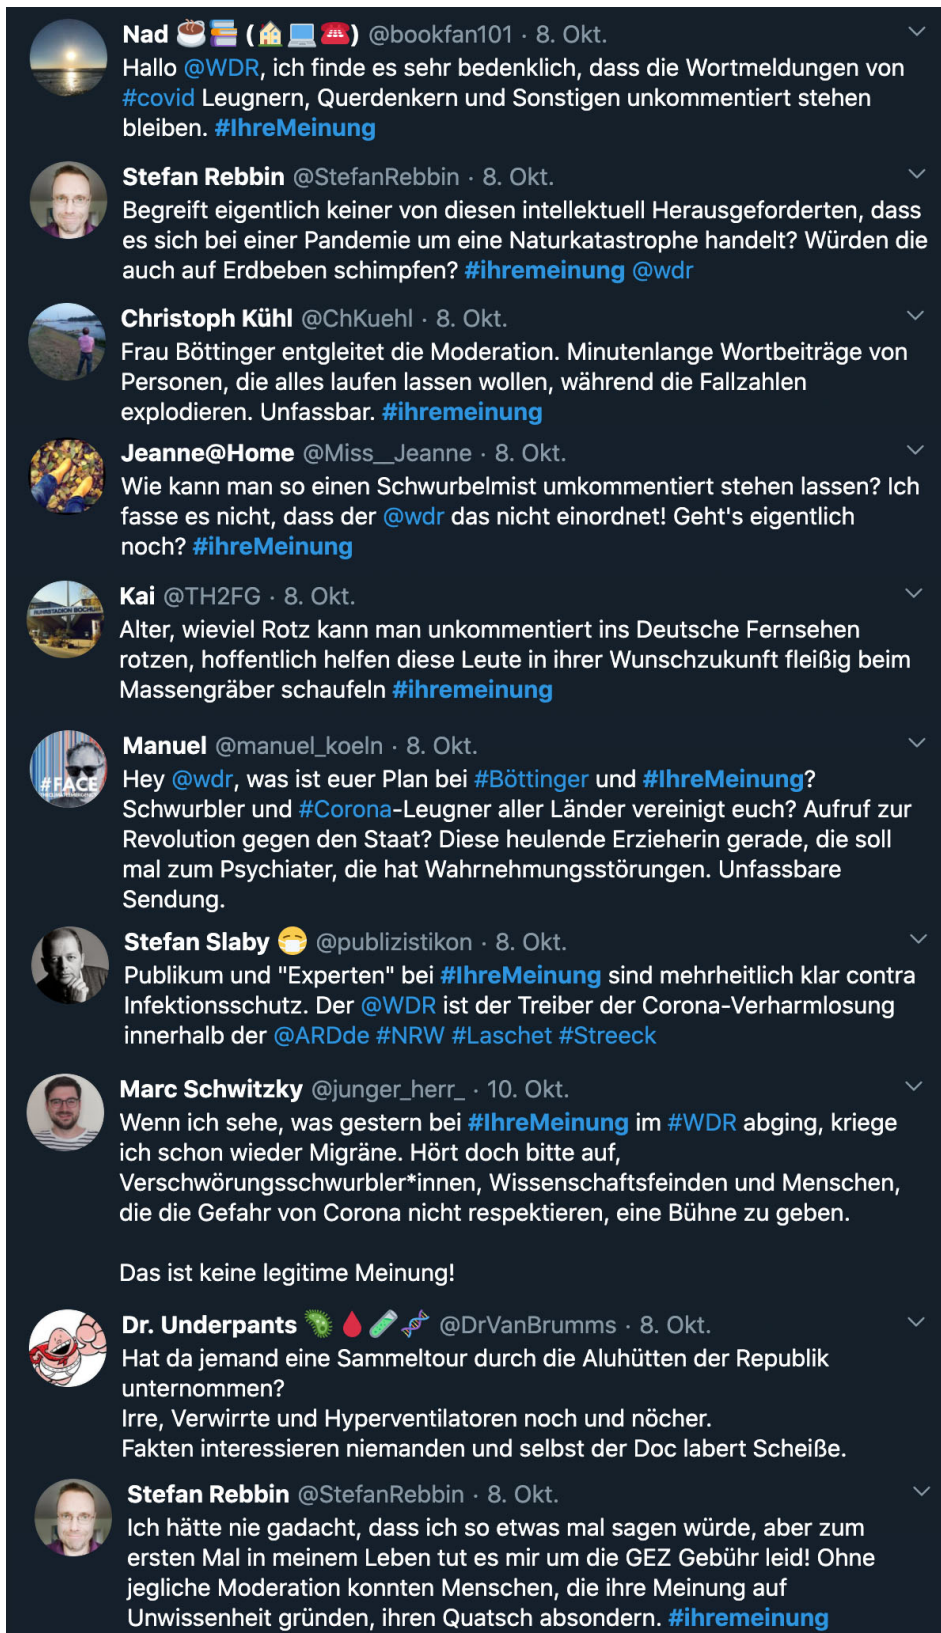 Nad ☕📚 (🏠💻☎️) @bookfan101 · 8. Okt.
Hallo @WDR, ich finde es sehr bedenklich, dass die Wortmeldungen von
#covid Leugnern, Querdenkern und Sonstigen unkommentiert stehen
bleiben. #IhreMeinung
Stefan Rebbin @StefanRebbin · 8. Okt.
Begreift eigentlich keiner von diesen intellektuell Herausgeforderten, dass
es sich bei einer Pandemie um eine Naturkatastrophe handelt? Würden die
auch auf Erdbeben schimpfen? #ihremeinung @wdr
Christoph Kühl @ChKuehl · 8. Okt.
Frau Böttinger entgleitet die Moderation. Minutenlange Wortbeiträge von
Personen, die alles laufen lassen wollen, während die Fallzahlen
explodieren. Unfassbar. #ihremeinung
Jeanne@Home @Miss__Jeanne · 8. Okt.
Wie kann man so einen Schwurbelmist umkommentiert stehen lassen? Ich
fasse es nicht, dass der @wdr das nicht einordnet! Geht's eigentlich
noch? #ihreMeinung
RUHRSTADION BOCHUM
Kai @TH2FG · 8. Okt.
Alter, wieviel Rotz kann man unkommentiert ins Deutsche Fernsehen
rotzen, hoffentlich helfen diese Leute in ihrer Wunschzukunft fleißig beim
Massengräber schaufeln #ihremeinung
#FACE
Manuel @manuel_koeln · 8. Okt.
Hey @wdr, was ist euer Plan bei #Böttinger und #IhreMeinung?
Schwurbler und #Corona-Leugner aller Länder vereinigt euch? Aufruf zur
Revolution gegen den Staat? Diese heulende Erzieherin gerade, die soll
mal zum Psychiater, die hat Wahrnehmungsstörungen. Unfassbare
Sendung.
Stefan Slaby 😷 @publizistikon · 8. Okt.
Publikum und "Experten" bei #IhreMeinung sind mehrheitlich klar contra
Infektionsschutz. Der @WDR ist der Treiber der Corona-Verharmlosung
innerhalb der @ARDde #NRW #Laschet #Streeck
Marc Schwitzky @junger_herr_ · 10. Okt.
Wenn ich sehe, was gestern bei #IhreMeinung im #WDR abging, kriege
ich schon wieder Migräne. Hört doch bitte auf,
Verschwörungsschwurbler*innen, Wissenschaftsfeinden und Menschen,
die die Gefahr von Corona nicht respektieren, eine Bühne zu geben.
Das ist keine legitime Meinung!
Dr. Underpants 🦠🩸🧪🧬 @DrVanBrumms · 8. Okt.
Hat da jemand eine Sammeltour durch die Aluhütten der Republik
unternommen?
Irre, Verwirrte und Hyperventilatoren noch und nöcher.
Fakten interessieren niemanden und selbst der Doc labert Scheiße.
Stefan Rebbin @StefanRebbin · 8. Okt.
Ich hätte nie gadacht, dass ich so etwas mal sagen würde, aber zum
ersten Mal in meinem Leben tut es mir um die GEZ Gebühr leid! Ohne
jegliche Moderation konnten Menschen, die ihre Meinung auf
Unwissenheit gründen, ihren Quatsch absondern. #ihremeinung